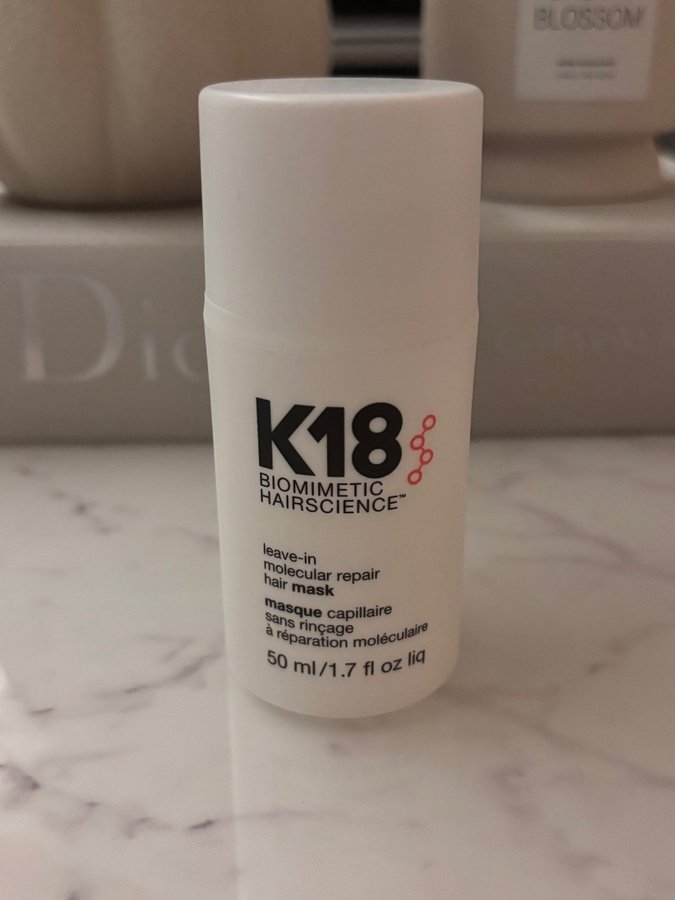 BLOSSOM
Dio
K18
BIOMIMETIC
HAIRSCIENCE™
leave-in
molecular repair
hair mask
masque capillaire
sans rinçage
à réparation moléculaire
50 ml/1.7 fl oz liq